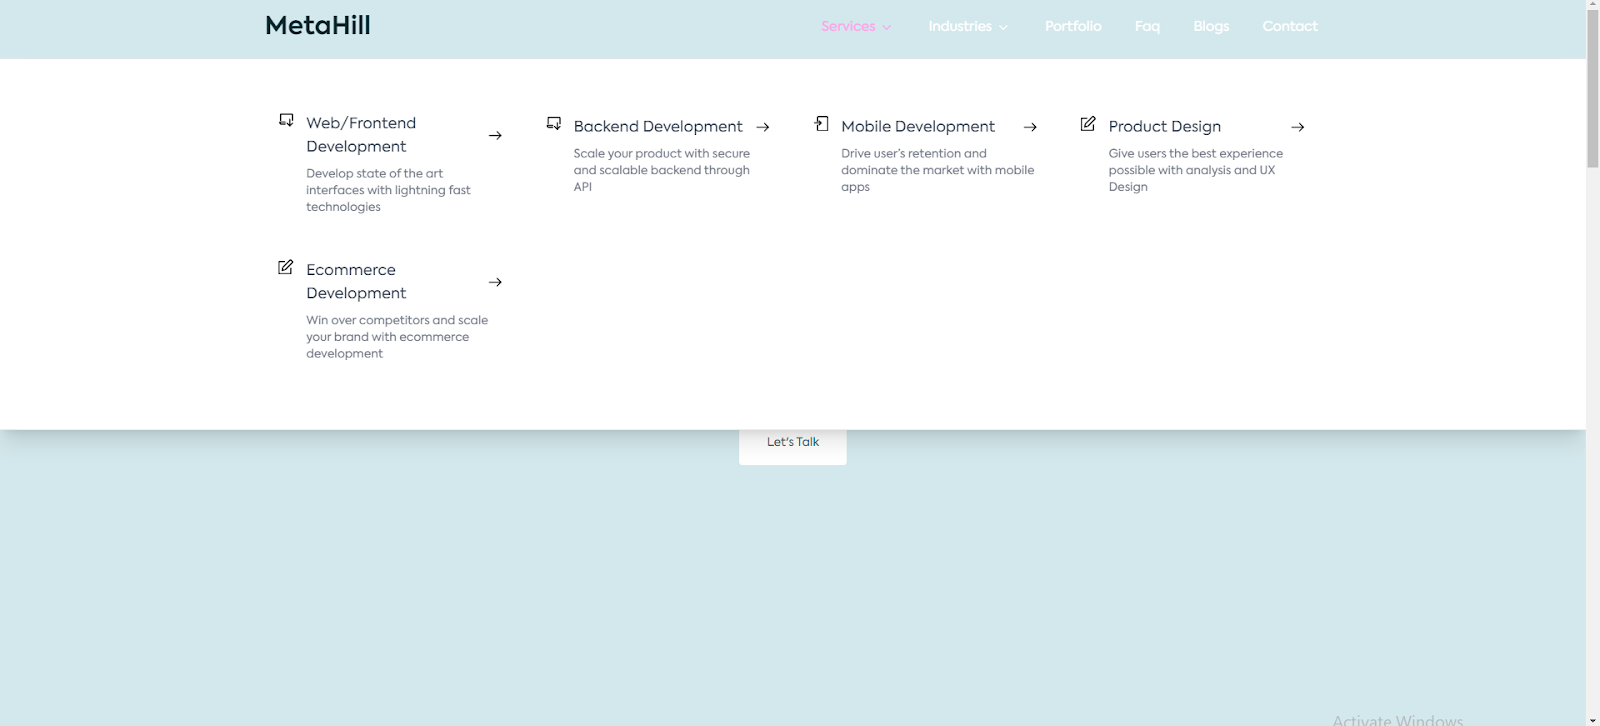 MetaHill
Services
Industries
Portfolio
Faq
Blogs
Contact
Web/Frontend
Development
Develop state of the art
interfaces with lightning fast
technologies
Backend Development
Scale your product with secure
and scalable backend through
API
Mobile Development
Drive user's retention and
dominate the market with mobile
apps
Product Design
Give users the best experience
possible with analysis and UX
Design
Ecommerce
Development
Win over competitors and scale
your brand with ecommerce
development
Let's Talk
Activate Windows